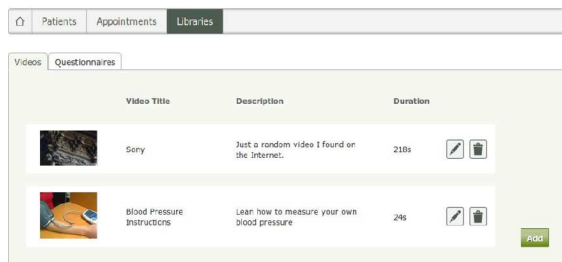 Patients Appointments Libraries
Videos Questionnaires
Video Title Description Duration
Sony Just a random video I found on the Internet. 218s
Blood Pressure Instructions Lean how to measure your own blood pressure 24s
Add